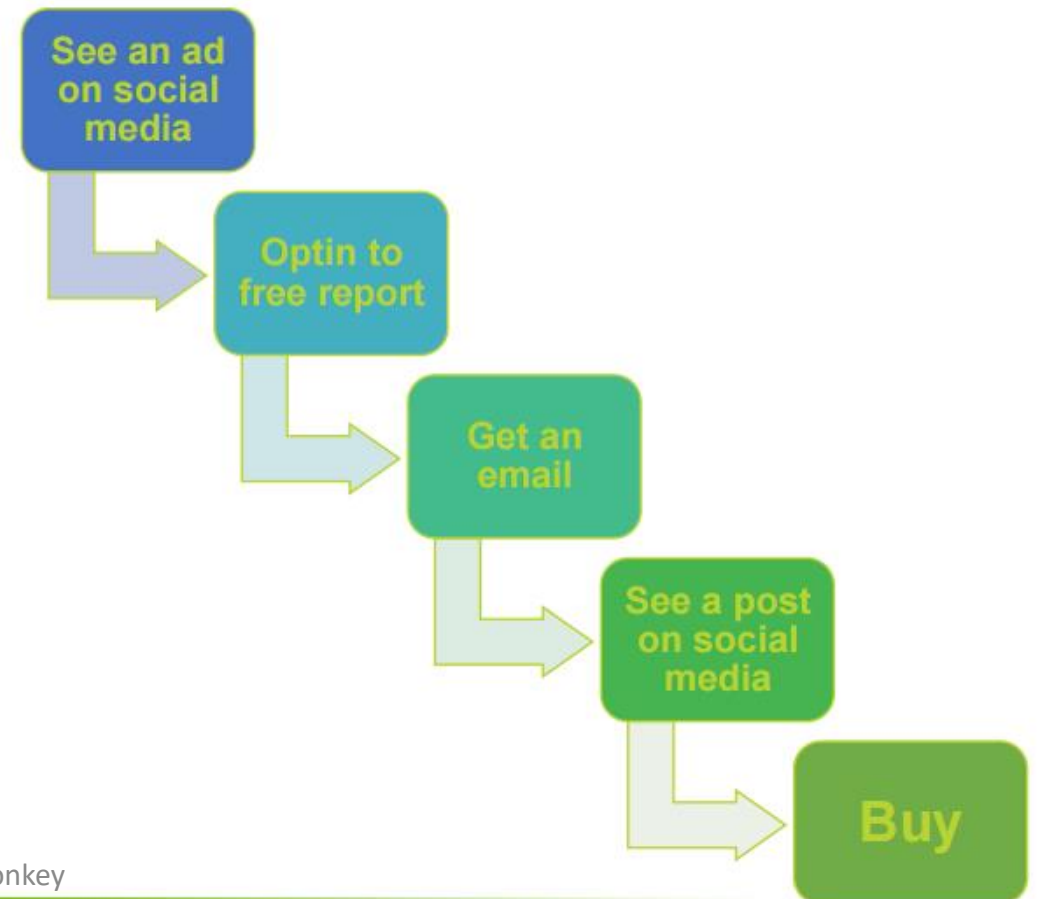 See an ad
on social
media
Optin to
free report
Get an
email
See a post
on social
media
Buy
onkey